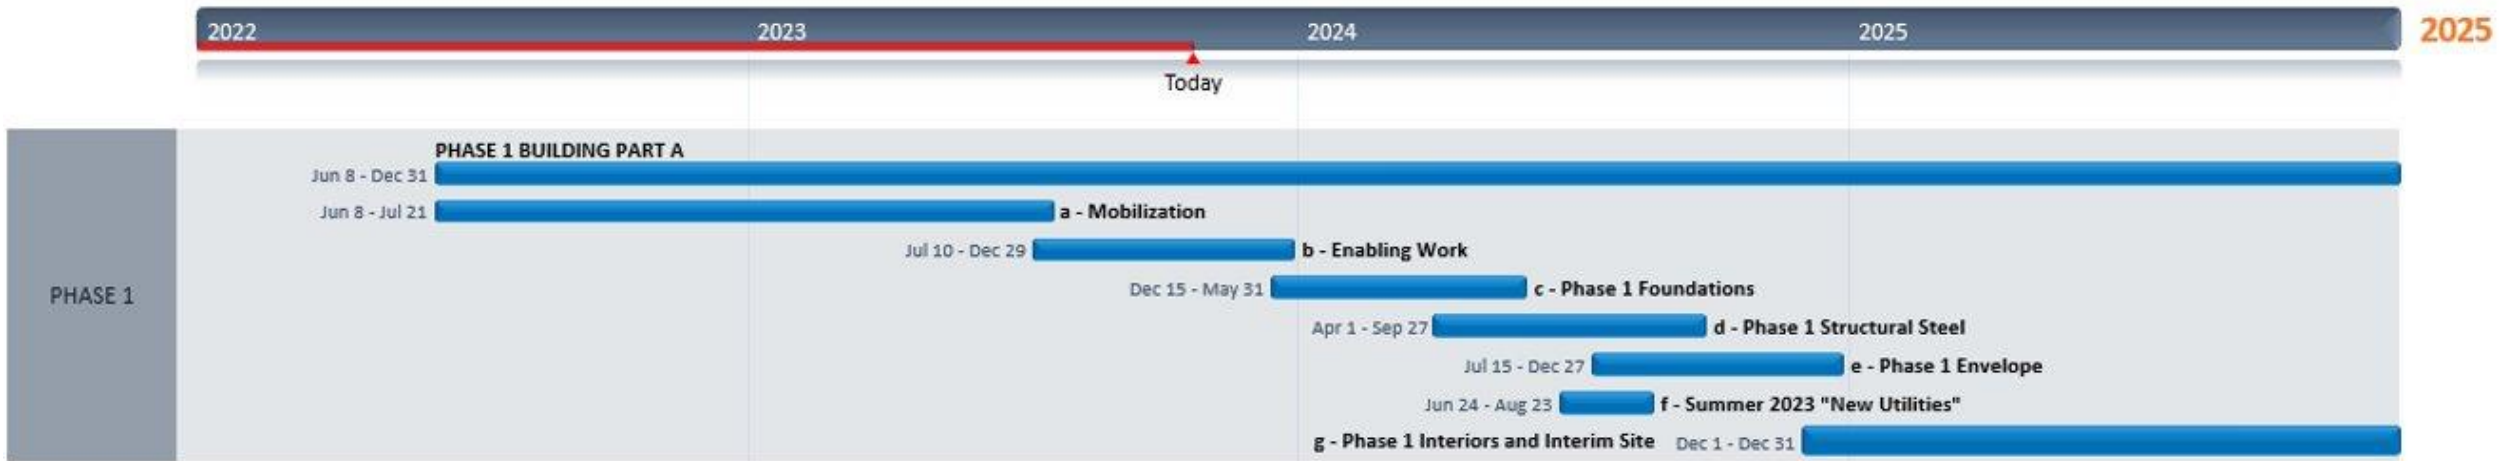 2022 2023 2024 2025 2025
Today
PHASE 1 BUILDING PART A
Jun 8 - Dec 31
Jun 8 - Jul 21 a - Mobilization
Jul 10 - Dec 29 b - Enabling Work
PHASE 1
Dec 15 - May 31 c - Phase 1 Foundations
Apr 1 - Sep 27 d - Phase 1 Structural Steel
Jul 15 - Dec 27 e - Phase 1 Envelope
Jun 24 - Aug 23 f - Summer 2023 "New Utilities"
g - Phase 1 Interiors and Interim Site Dec 1 - Dec 31